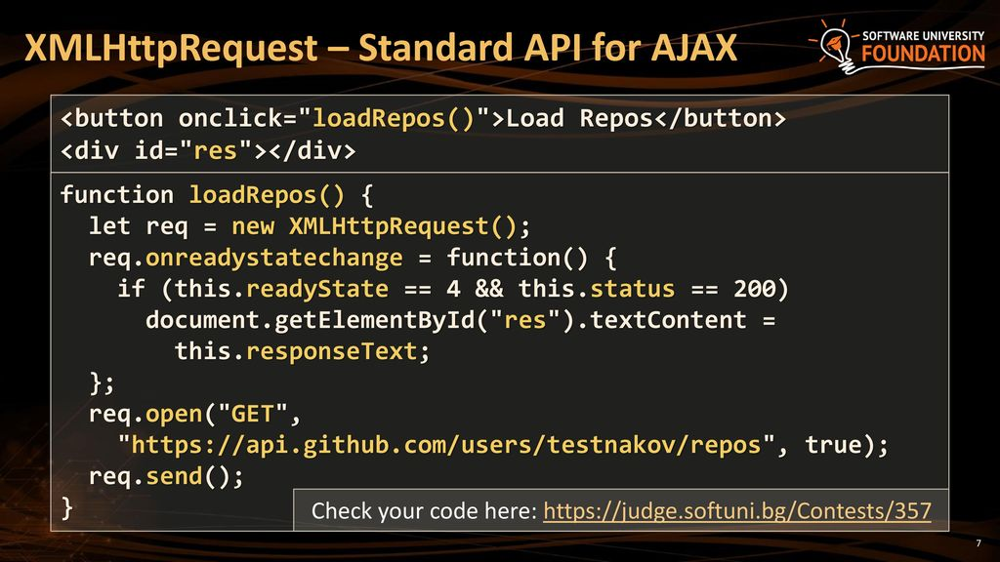 XMLHttpRequest – Standard API for AJAX
SOFTWARE UNIVERSITY
FOUNDATION
<button onclick="loadRepos()">Load Repos</button>
<div id="res"></div>
function loadRepos() {
  let req = new XMLHttpRequest();
  req.onreadystatechange = function() {
    if (this.readyState == 4 && this.status == 200)
      document.getElementById("res").textContent =
        this.responseText;
  };
  req.open("GET",
    "https://api.github.com/users/testnakov/repos", true);
  req.send();
}
Check your code here: https://judge.softuni.bg/Contests/357
7